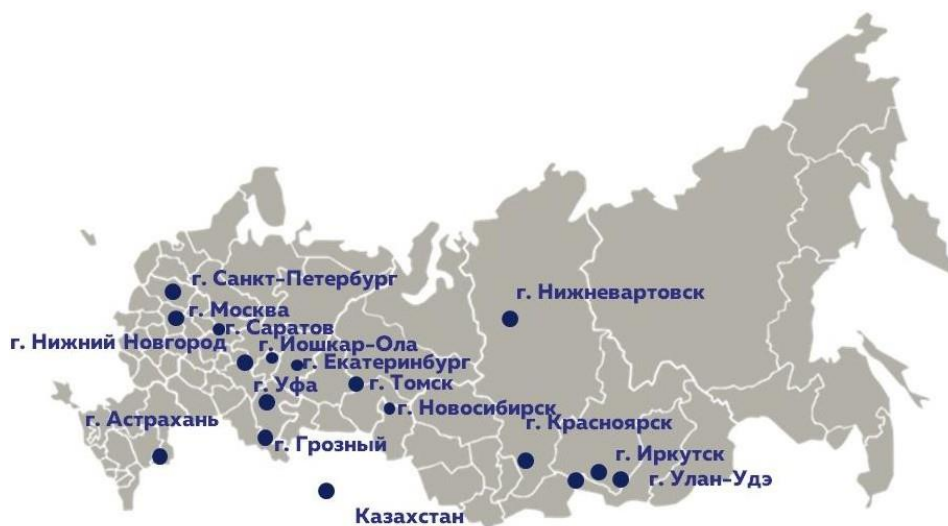 г. Санкт-Петербург
г. Нижневартовск
г. Москва
г. Саратов
г. Нижний Новгород
г. Йошкар-Ола
г. Екатеринбург
г. Уфа
г. Томск
г. Новосибирск
г. Астрахань
г. Красноярск
г. Грозный
г. Иркутск
г. Улан-Удэ
Казахстан